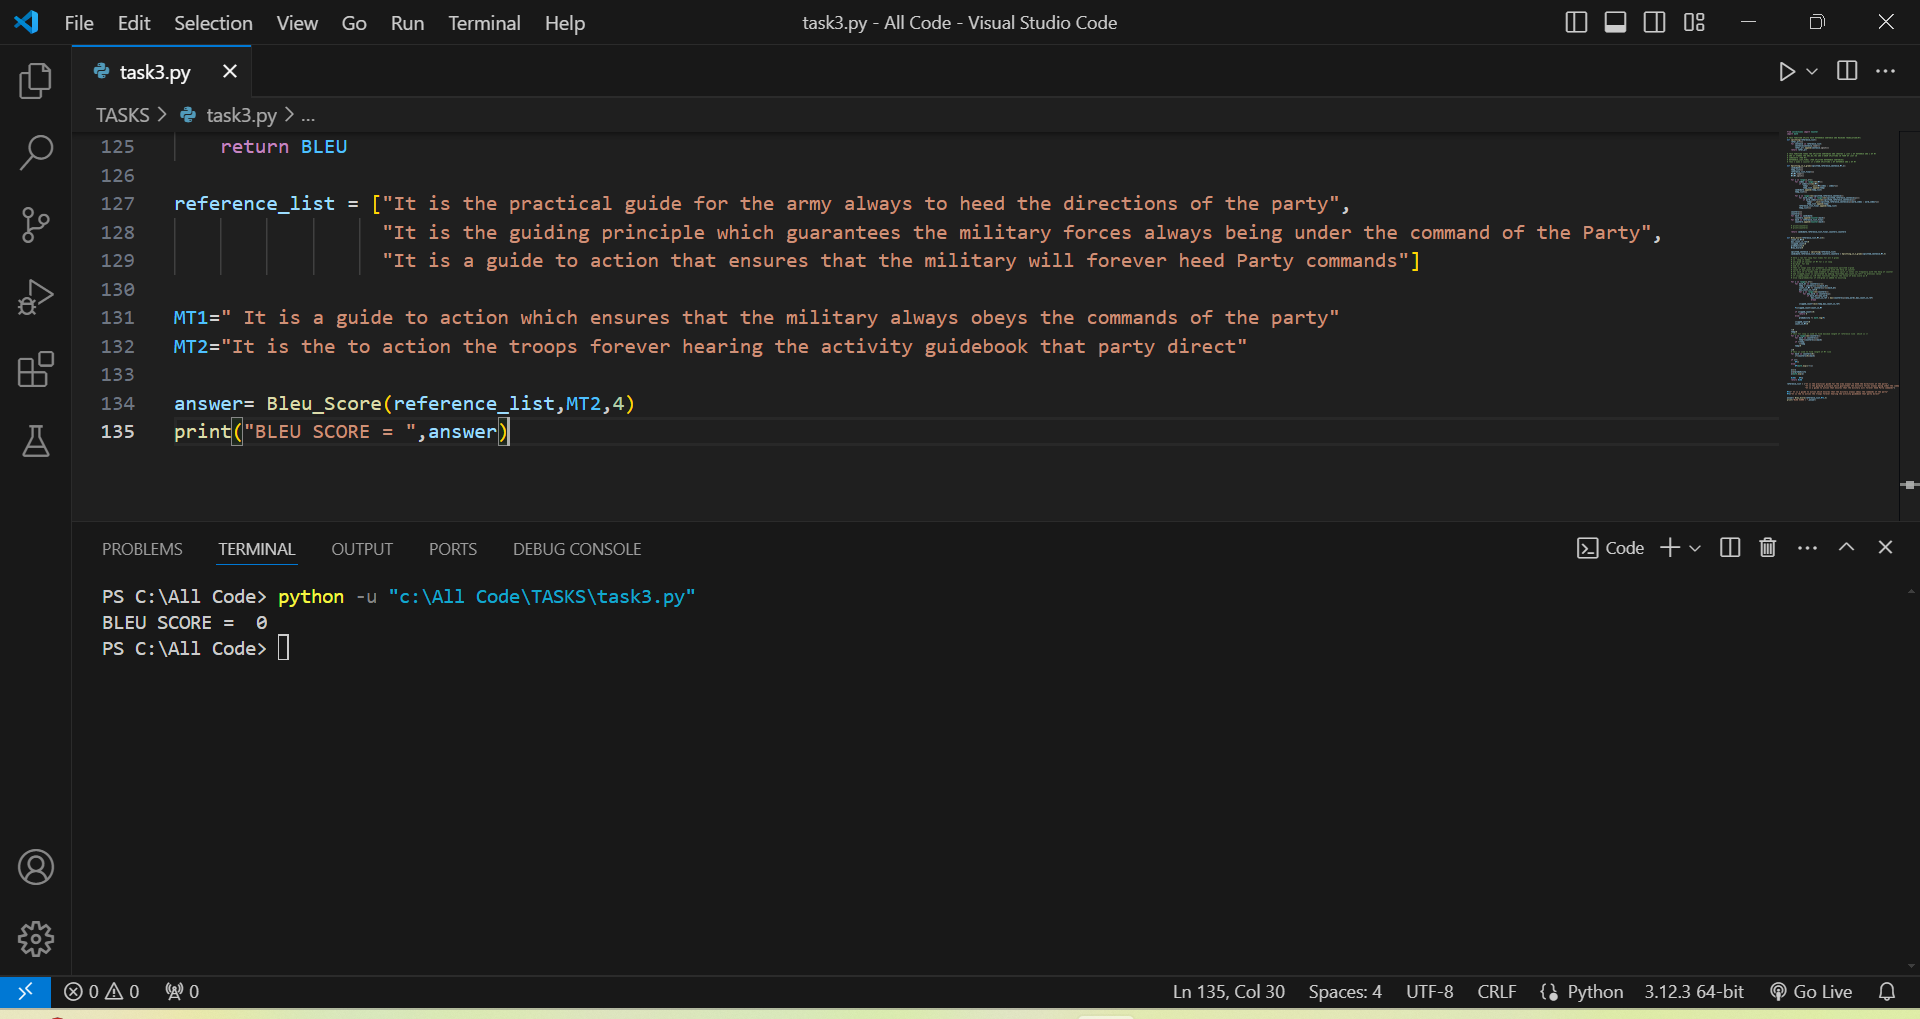 File Edit Selection View Go Run Terminal Help
task3.py - All Code - Visual Studio Code
task3.py
TASKS > task3.py > ...
125 return BLEU
126
127 reference_list = ["It is the practical guide for the army always to heed the directions of the party",
128 "It is the guiding principle which guarantees the military forces always being under the command of the Party",
129 "It is a guide to action that ensures that the military will forever heed Party commands"]
130
131 MT1=" It is a guide to action which ensures that the military always obeys the commands of the party"
132 MT2="It is the to action the troops forever hearing the activity guidebook that party direct"
133
134 answer= Bleu_Score(reference_list,MT2,4)
135 print("BLEU SCORE = ",answer)
PROBLEMS TERMINAL OUTPUT PORTS DEBUG CONSOLE
Code
PS C:\All Code> python -u "c:\All Code\TASKS\task3.py"
BLEU SCORE =  0
PS C:\All Code>
0 0 0
Ln 135, Col 30 Spaces: 4 UTF-8 CRLF Python 3.12.3 64-bit Go Live